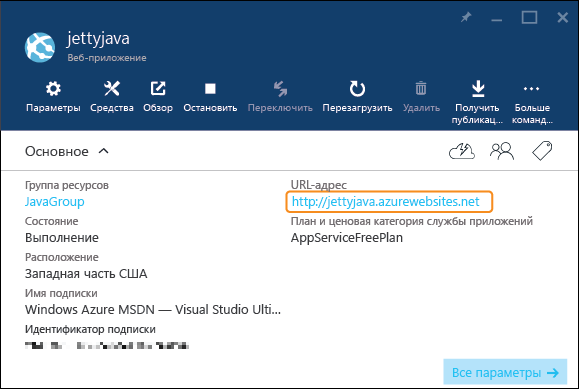 jettyjava
Веб-приложение
Параметры
Средства
Обзор
Остановить
Переключить
Перезагрузить
Удалить
Получить
публикац...
Больше
команд...
Основное
Группа ресурсов
JavaGroup
URL-адрес
http://jettyjava.azurewebsites.net
Состояние
Выполнение
План и ценовая категория службы приложений
AppServiceFreePlan
Расположение
Западная часть США
Имя подписки
Windows Azure MSDN — Visual Studio Ulti...
Идентификатор подписки
Все параметры